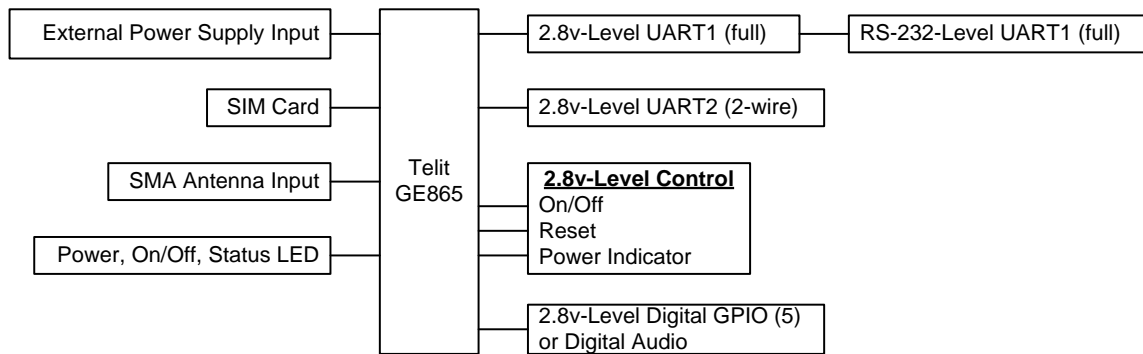 External Power Supply Input
SIM Card
SMA Antenna Input
Power, On/Off, Status LED
Telit
GE865
2.8v-Level UART1 (full)
RS-232-Level UART1 (full)
2.8v-Level UART2 (2-wire)
2.8v-Level Control
On/Off
Reset
Power Indicator
2.8v-Level Digital GPIO (5)
or Digital Audio